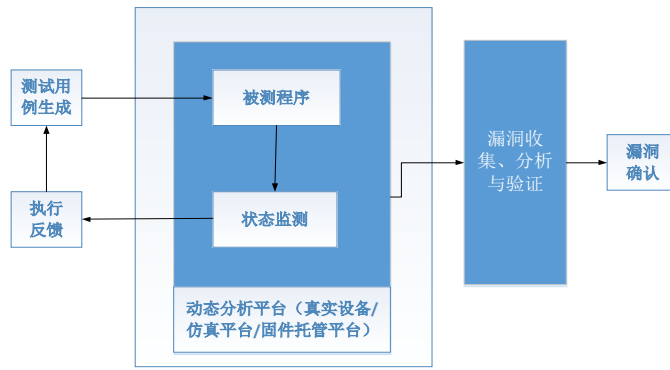 测试用
例生成
执行
反馈
被测程序
状态监测
动态分析平台（真实设备/
仿真平台/固件托管平台）
漏洞收
集、分析
与验证
漏洞
确认